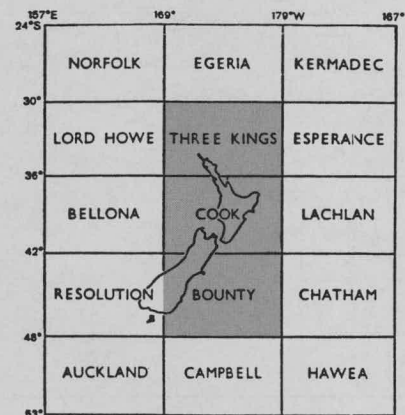 157°E 169° 179°W 167°
24°S
NORFOLK EGERIA KERMADEC
30°
LORD HOWE THREE KINGS ESPERANCE
36°
BELLONA COOK LACHLAN
42°
RESOLUTION BOUNTY CHATHAM
48°
AUCKLAND CAMPBELL HAWEA
53°